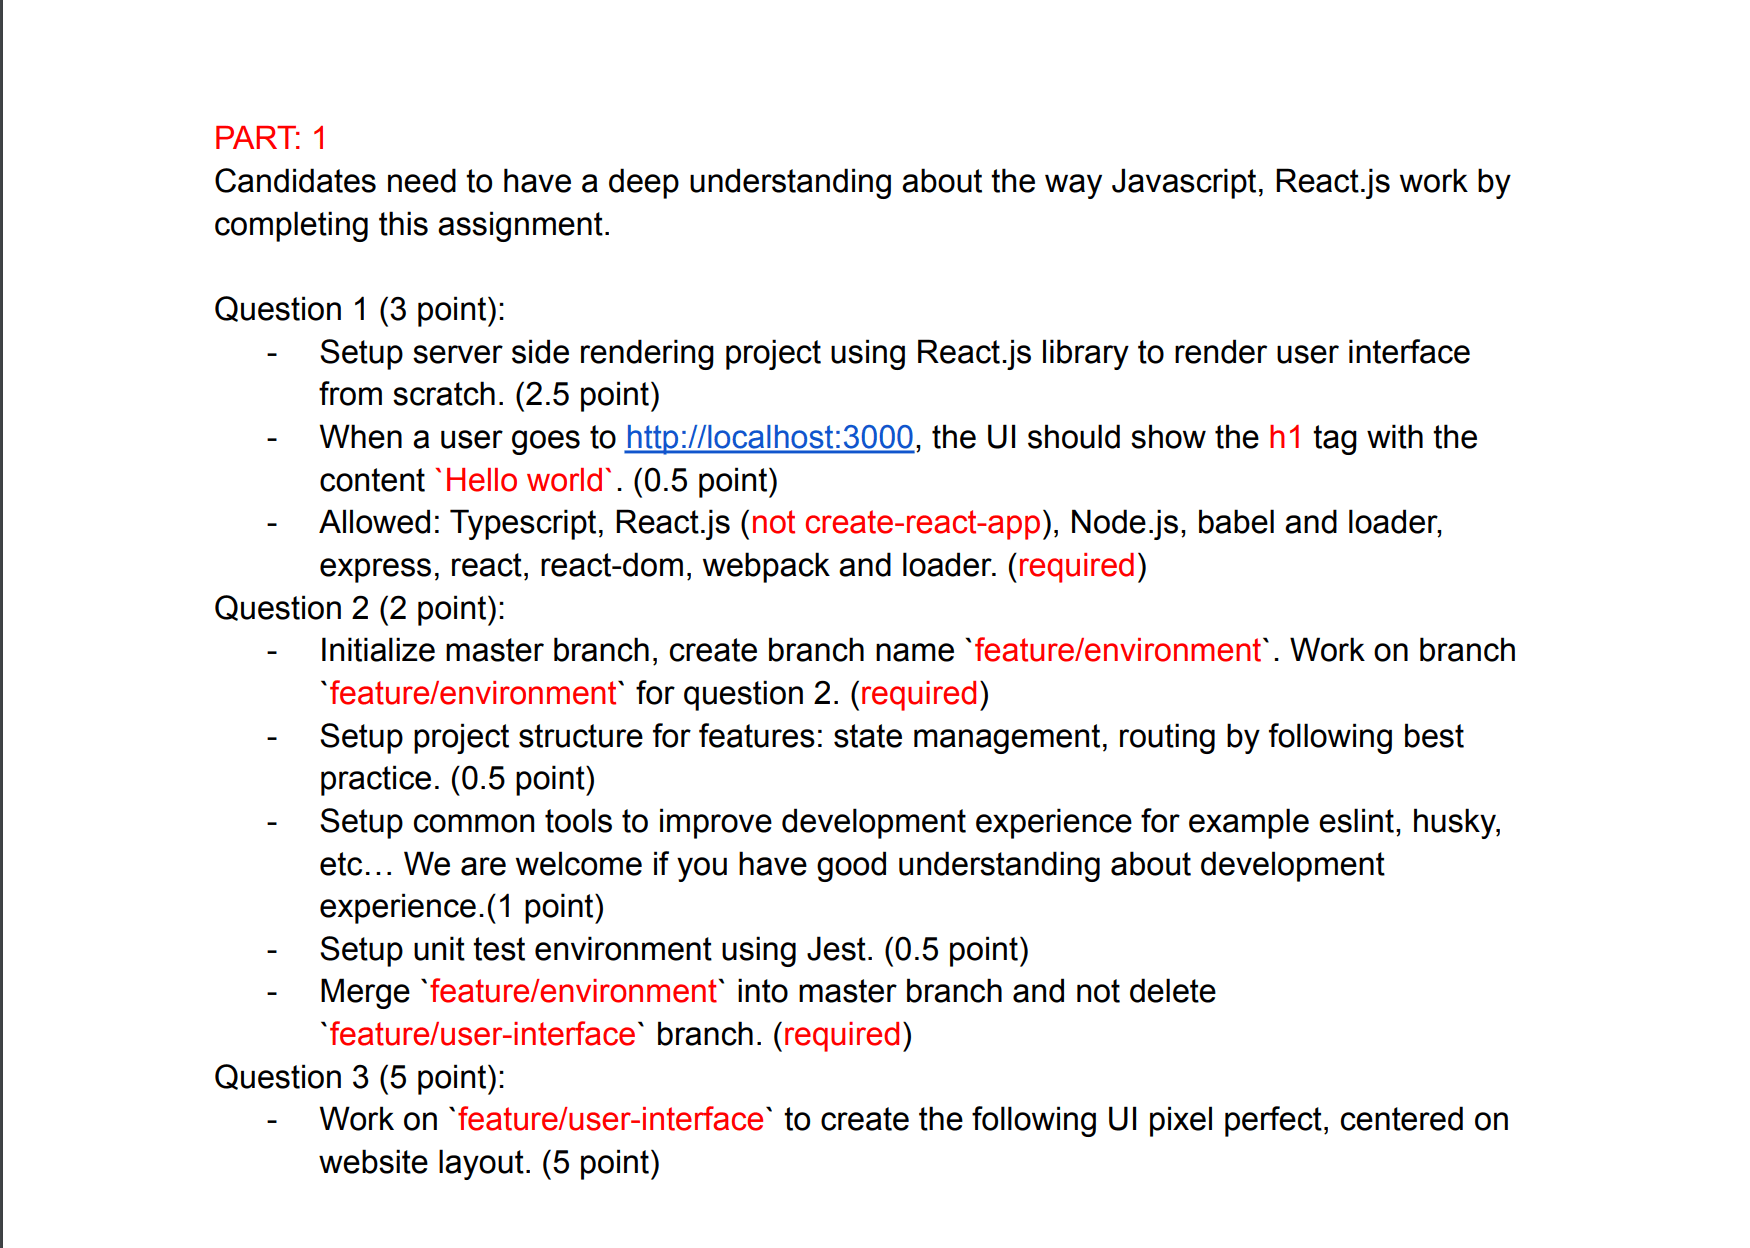 PART: 1
Candidates need to have a deep understanding about the way Javascript, React.js work by
completing this assignment.
Question 1 (3 point):
- Setup server side rendering project using React.js library to render user interface
from scratch. (2.5 point)
- When a user goes to http://localhost:3000, the UI should show the h1 tag with the
content `Hello world`. (0.5 point)
- Allowed: Typescript, React.js (not create-react-app), Node.js, babel and loader,
express, react, react-dom, webpack and loader. (required)
Question 2 (2 point):
- Initialize master branch, create branch name `feature/environment`. Work on branch
`feature/environment` for question 2. (required)
- Setup project structure for features: state management, routing by following best
practice. (0.5 point)
- Setup common tools to improve development experience for example eslint, husky,
etc… We are welcome if you have good understanding about development
experience.(1 point)
- Setup unit test environment using Jest. (0.5 point)
- Merge `feature/environment` into master branch and not delete
`feature/user-interface` branch. (required)
Question 3 (5 point):
- Work on `feature/user-interface` to create the following UI pixel perfect, centered on
website layout. (5 point)